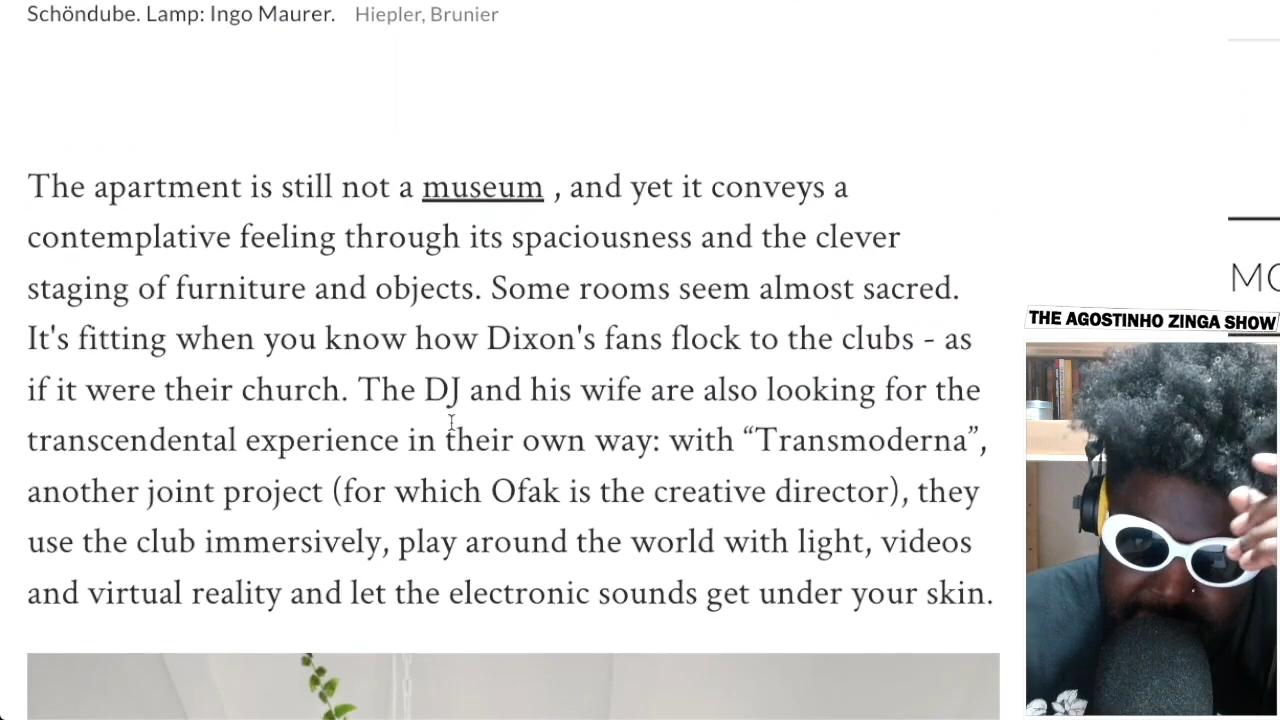 Schöndube. Lamp: Ingo Maurer. Hiepler, Brunier
The apartment is still not a museum , and yet it conveys a
contemplative feeling through its spaciousness and the clever
staging of furniture and objects. Some rooms seem almost sacred.
It's fitting when you know how Dixon's fans flock to the clubs - as
if it were their church. The DJ and his wife are also looking for the
transcendental experience in their own way: with “Transmoderna”,
another joint project (for which Ofak is the creative director), they
use the club immersively, play around the world with light, videos
and virtual reality and let the electronic sounds get under your skin.
MO
THE AGOSTINHO ZINGA SHOW